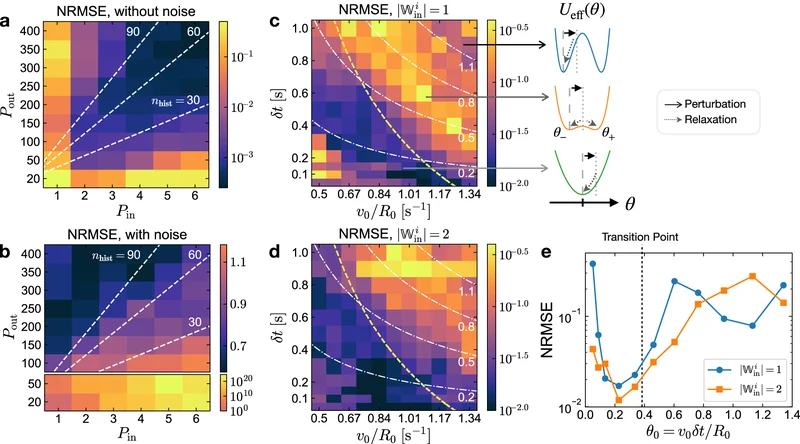 a
NRMSE, without noise
P_out
400
350
300
250
200
150
100
50
20
90
60
n_hist = 30
1 2 3 4 5 6
P_in
10^−1
10^−2
10^−3
b
NRMSE, with noise
P_out
400
350
300
250
200
150
100
50
20
n_hist = 90
60
30
1 2 3 4 5 6
P_in
1.1
0.9
0.7
10^20
10^10
10^0
c
NRMSE, |𝕎^i_in| = 1
δt [s]
1.0
0.8
0.6
0.4
0.2
0.1
1.1
0.8
0.5
0.2
0.5 0.67 0.84 1.01 1.17 1.34
v_0/R_0 [s^−1]
10^−0.5
10^−1.0
10^−1.5
10^−2.0
U_eff(θ)
θ_−
θ_+
θ
Perturbation
Relaxation
d
NRMSE, |𝕎^i_in| = 2
δt [s]
1.0
0.8
0.6
0.4
0.2
0.1
0.8
0.5
0.2
0.5 0.67 0.84 1.01 1.17 1.34
v_0/R_0 [s^−1]
10^−0.5
10^−1.0
10^−1.5
10^−2.0
e
Transition Point
NRMSE
10^−1
10^−2
|𝕎^i_in| = 1
|𝕎^i_in| = 2
0.0 0.2 0.4 0.6 0.8 1.0 1.2 1.4
θ_0 = v_0δt/R_0